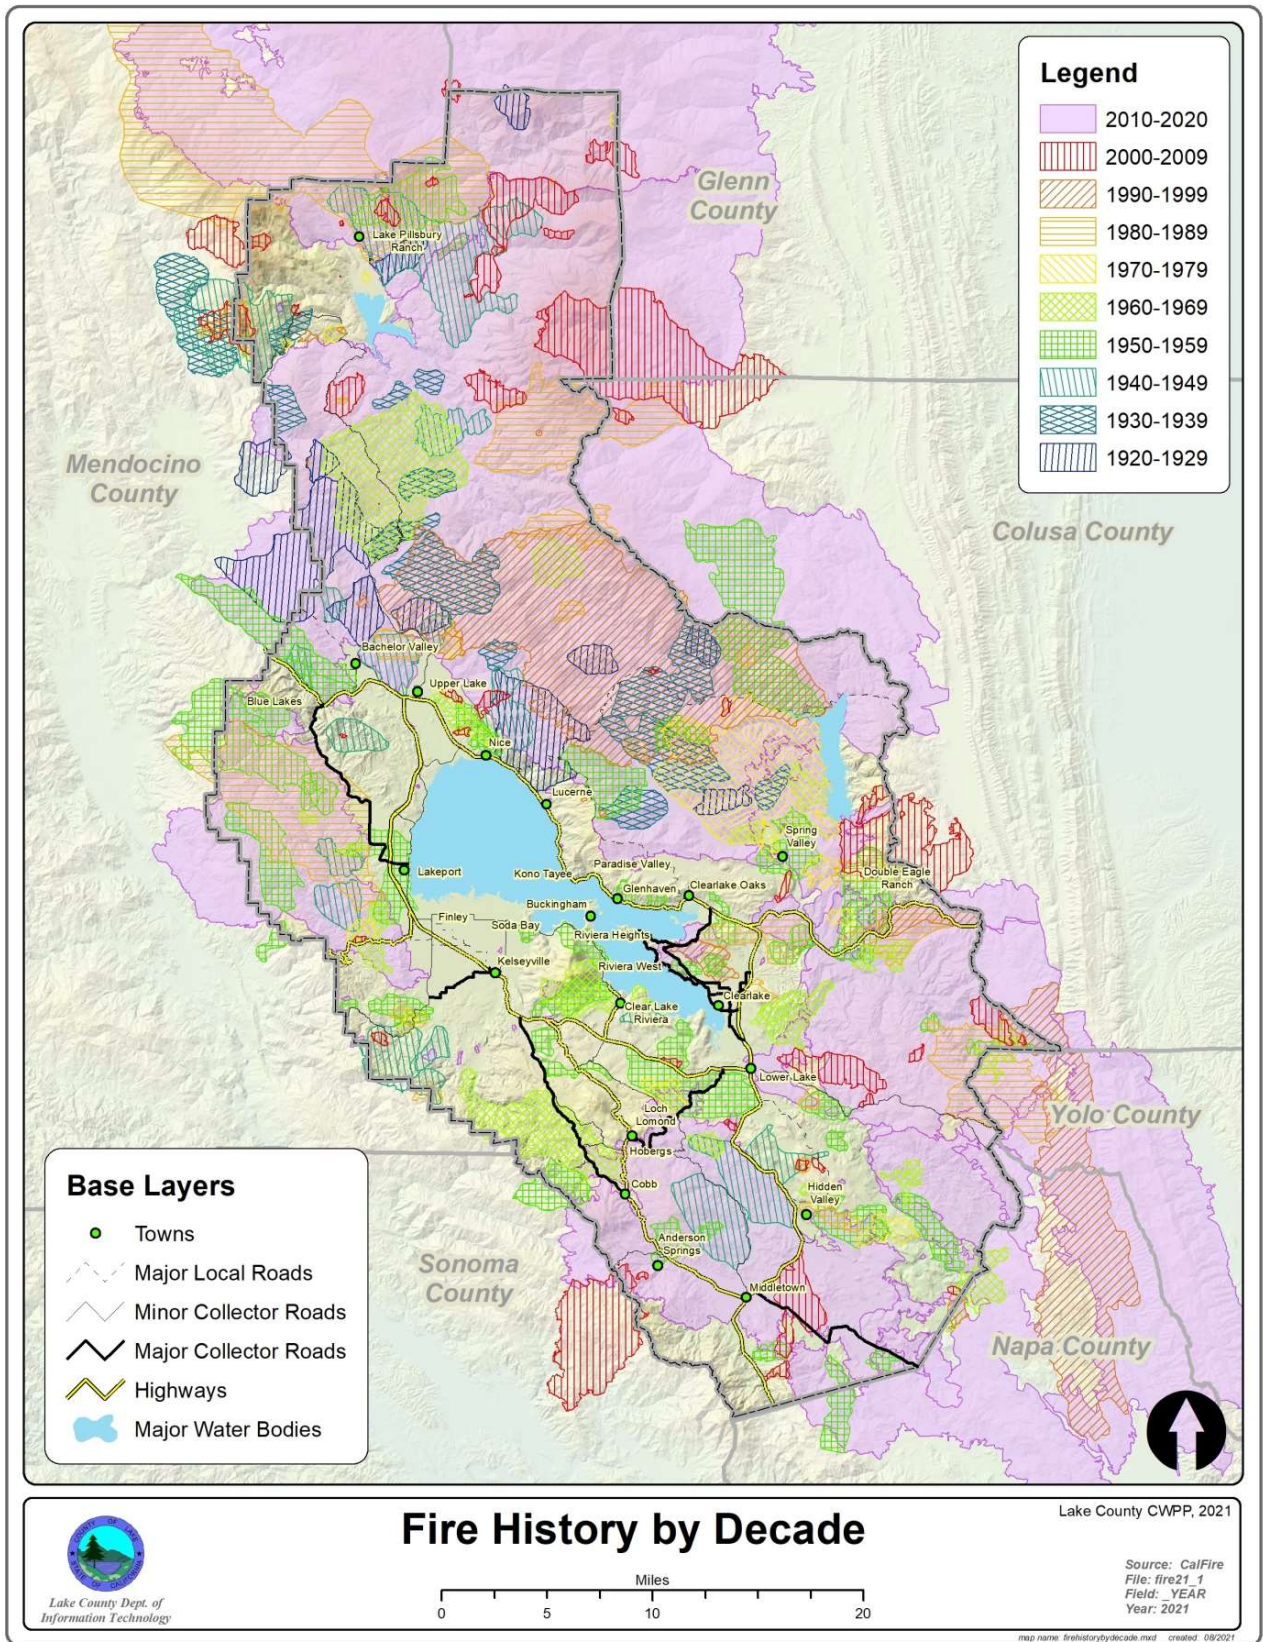 Legend
2010-2020
2000-2009
1990-1999
1980-1989
1970-1979
1960-1969
1950-1959
1940-1949
1930-1939
1920-1929
Glenn
County
Lake Pillsbury
Ranch
Mendocino
County
Colusa County
Bachelor Valley
Upper Lake
Blue Lakes
Nice
Lucerne
Spring
Valley
Paradise Valley
Kono Tayee
Lakeport
Glenhaven
Clearlake Oaks
Double Eagle
Ranch
Buckingham
Finley
Soda Bay
Riviera Heights
Kelseyville
Riviera West
Clearlake
Clear Lake
Riviera
Lower Lake
Loch
Lomond
Yolo County
Hobergs
Cobb
Hidden
Valley
Anderson
Springs
Sonoma
County
Middletown
Napa County
Base Layers
Towns
Major Local Roads
Minor Collector Roads
Major Collector Roads
Highways
Major Water Bodies
COUNTY OF LAKE
STATE OF CALIFORNIA
Lake County Dept. of
Information Technology
Fire History by Decade
Miles
0 5 10 20
Lake County CWPP, 2021
Source: CalFire
File: fire21_1
Field: _YEAR
Year: 2021
map name: firehistorybydecade.mxd created: 08/2021